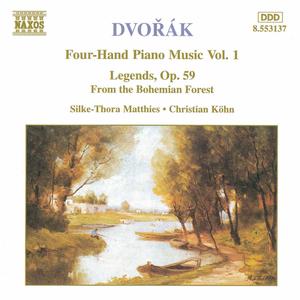 NAXOS
DVOŘÁK
DDD
8.553137
Four-Hand Piano Music Vol. 1
Legends, Op. 59
From the Bohemian Forest
Silke-Thora Matthies • Christian Köhn